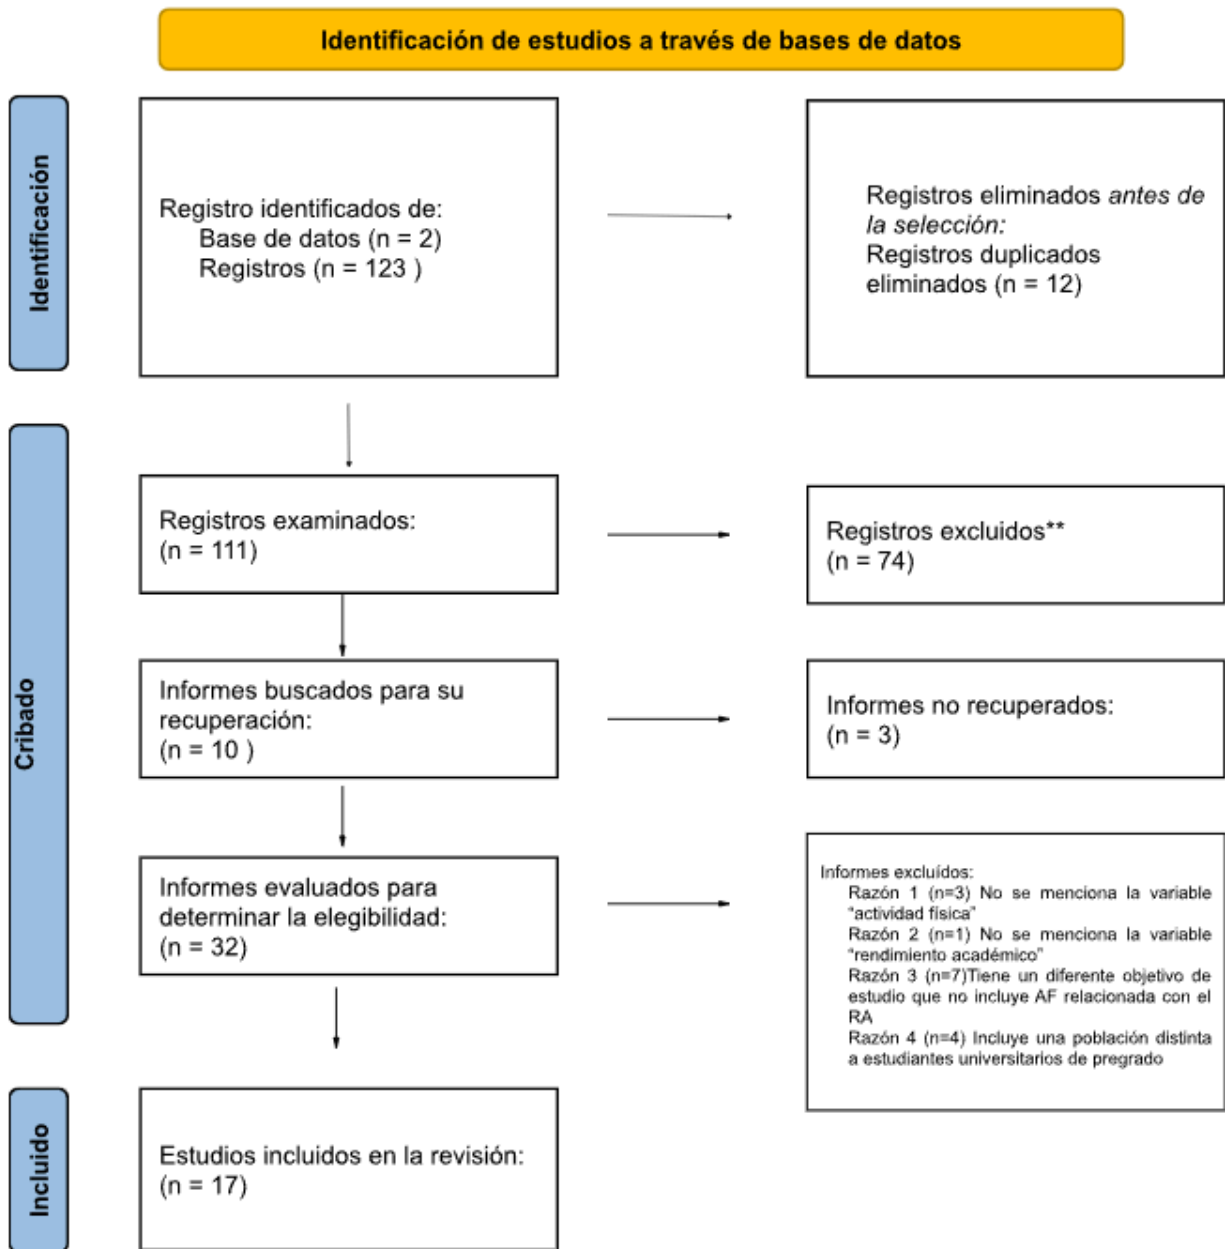 Identificación de estudios a través de bases de datos
Identificación
Registro identificados de:
Base de datos (n = 2)
Registros (n = 123 )
Registros eliminados antes de
la selección:
Registros duplicados
eliminados (n = 12)
Cribado
Registros examinados:
(n = 111)
Registros excluidos**
(n = 74)
Informes buscados para su
recuperación:
(n = 10 )
Informes no recuperados:
(n = 3)
Informes evaluados para
determinar la elegibilidad:
(n = 32)
Informes excluídos:
Razón 1 (n=3) No se menciona la variable
“actividad física”
Razón 2 (n=1) No se menciona la variable
“rendimiento académico”
Razón 3 (n=7)Tiene un diferente objetivo de
estudio que no incluye AF relacionada con el
RA
Razón 4 (n=4) Incluye una población distinta
a estudiantes universitarios de pregrado
Incluido
Estudios incluidos en la revisión:
(n = 17)